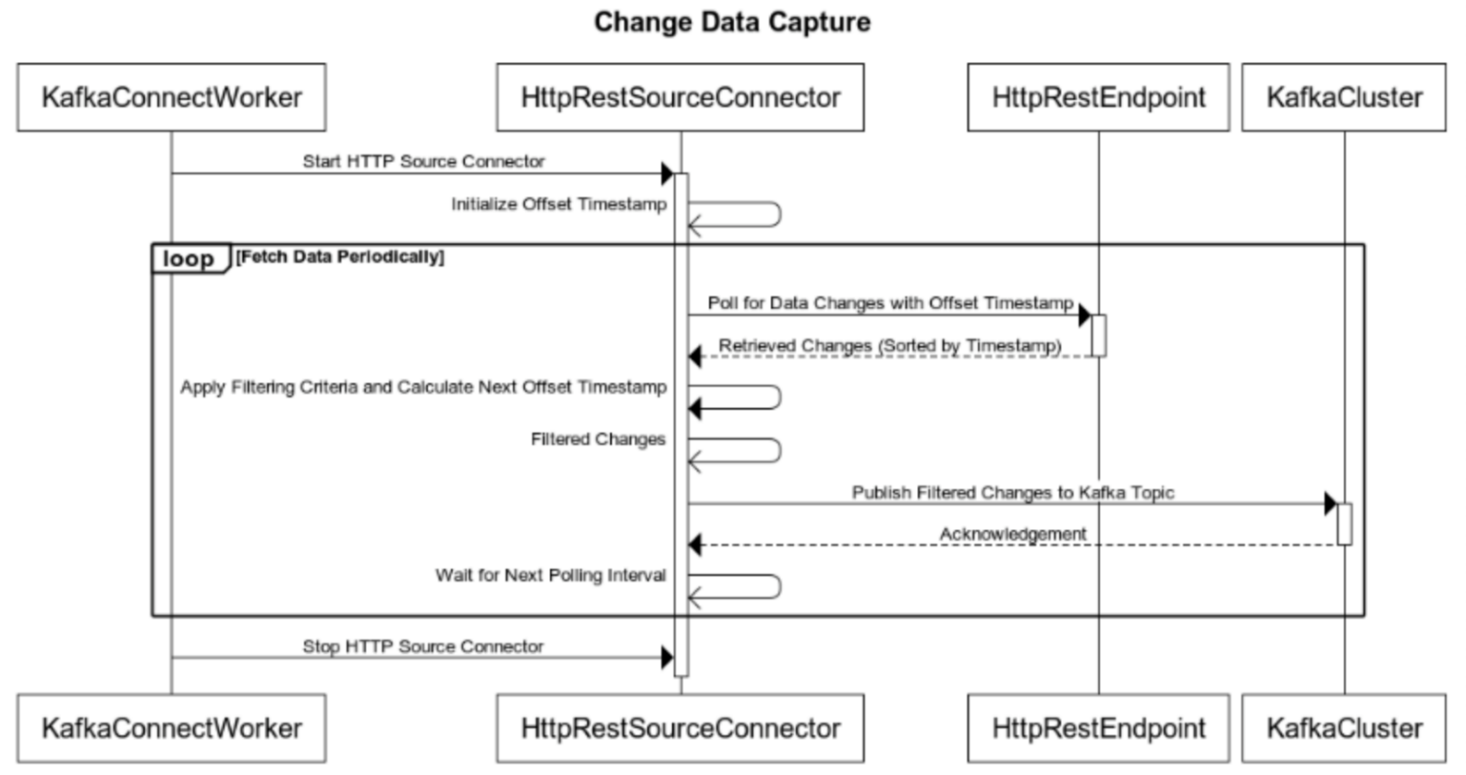 Change Data Capture
KafkaConnectWorker
HttpRestSourceConnector
HttpRestEndpoint
KafkaCluster
Start HTTP Source Connector
Initialize Offset Timestamp
loop [Fetch Data Periodically]
Poll for Data Changes with Offset Timestamp
Retrieved Changes (Sorted by Timestamp)
Apply Filtering Criteria and Calculate Next Offset Timestamp
Filtered Changes
Publish Filtered Changes to Kafka Topic
Acknowledgement
Wait for Next Polling Interval
Stop HTTP Source Connector
KafkaConnectWorker
HttpRestSourceConnector
HttpRestEndpoint
KafkaCluster